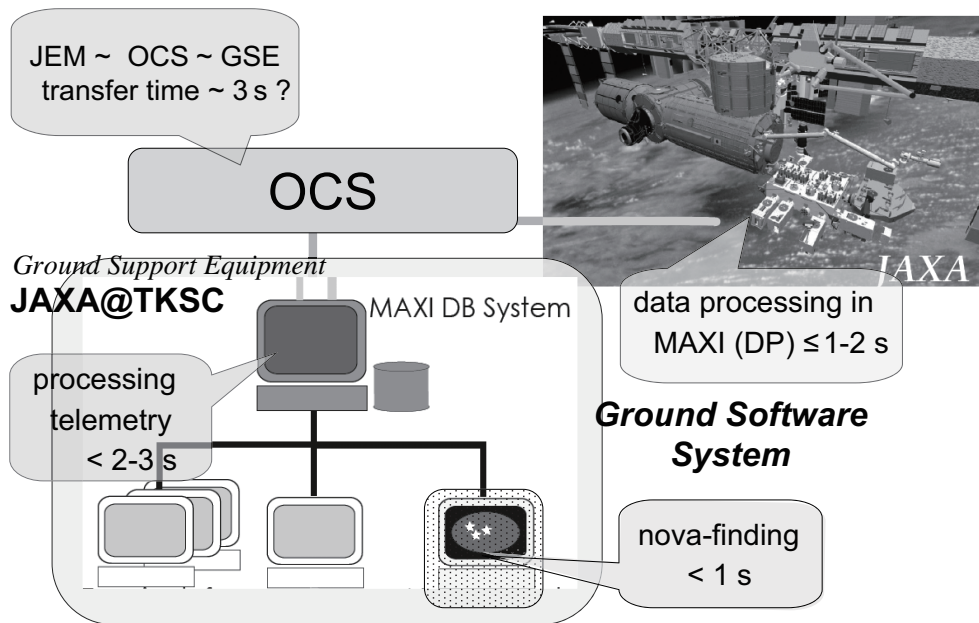 JEM ~ OCS ~ GSE
transfer time ~ 3 s ?
OCS
JAXA
Ground Support Equipment
JAXA@TKSC
MAXI DB System
data processing in
MAXI (DP) ≤ 1-2 s
processing
telemetry
< 2-3 s
Ground Software
System
nova-finding
< 1 s